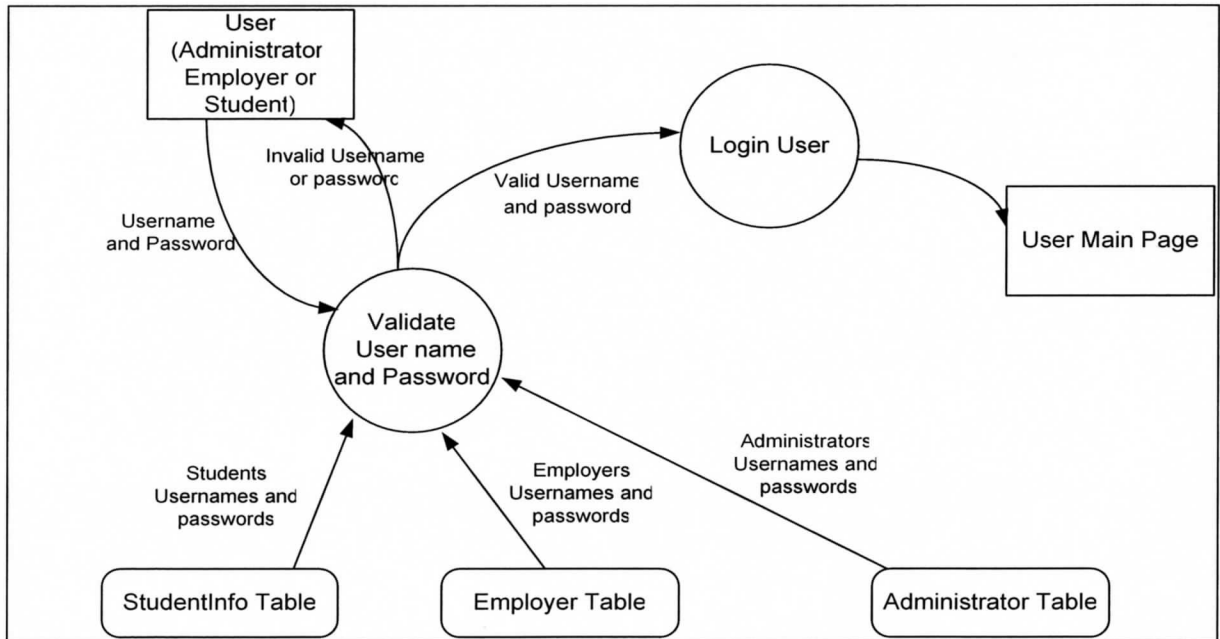 User
(Administrator
Employer or
Student)
Invalid Username
or password
Username
and Password
Valid Username
and password
Login User
User Main Page
Validate
User name
and Password
Students
Usernames and
passwords
Employers
Usernames and
passwords
Administrators
Usernames and
passwords
StudentInfo Table
Employer Table
Administrator Table